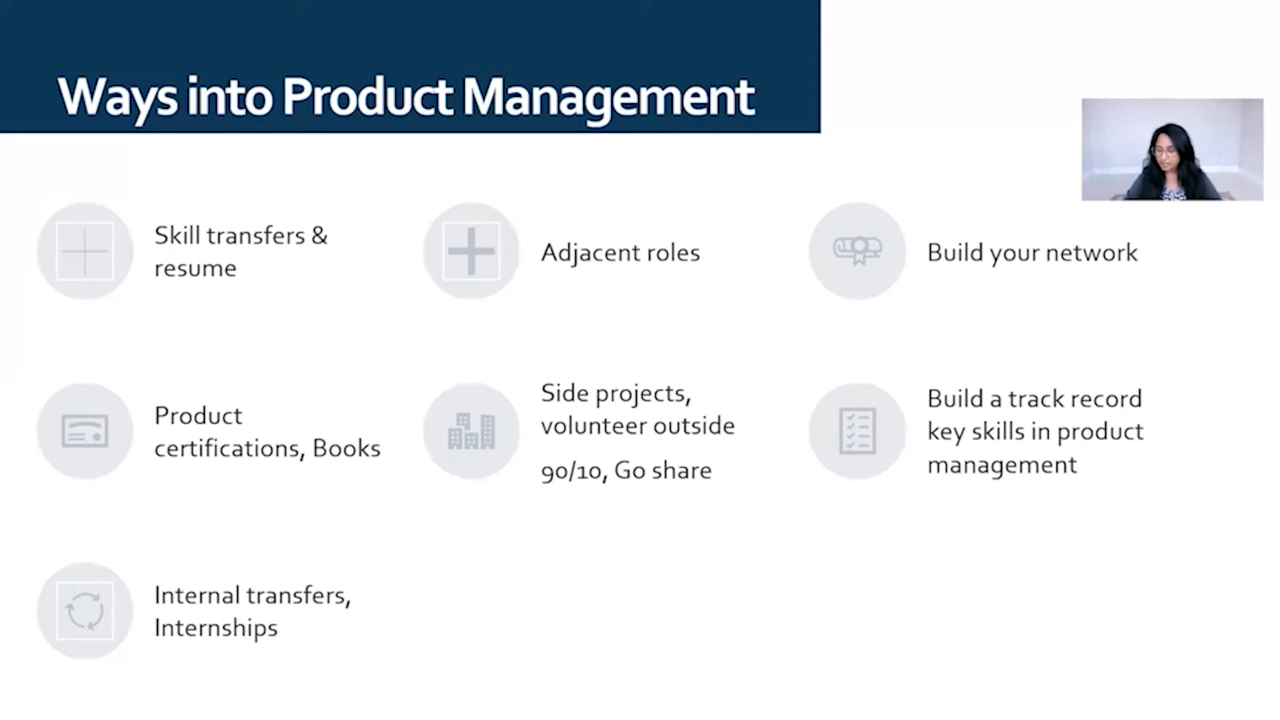 Ways into Product Management
Skill transfers &
resume
Adjacent roles
Build your network
Product
certifications, Books
Side projects,
volunteer outside
90/10, Go share
Build a track record
key skills in product
management
Internal transfers,
Internships